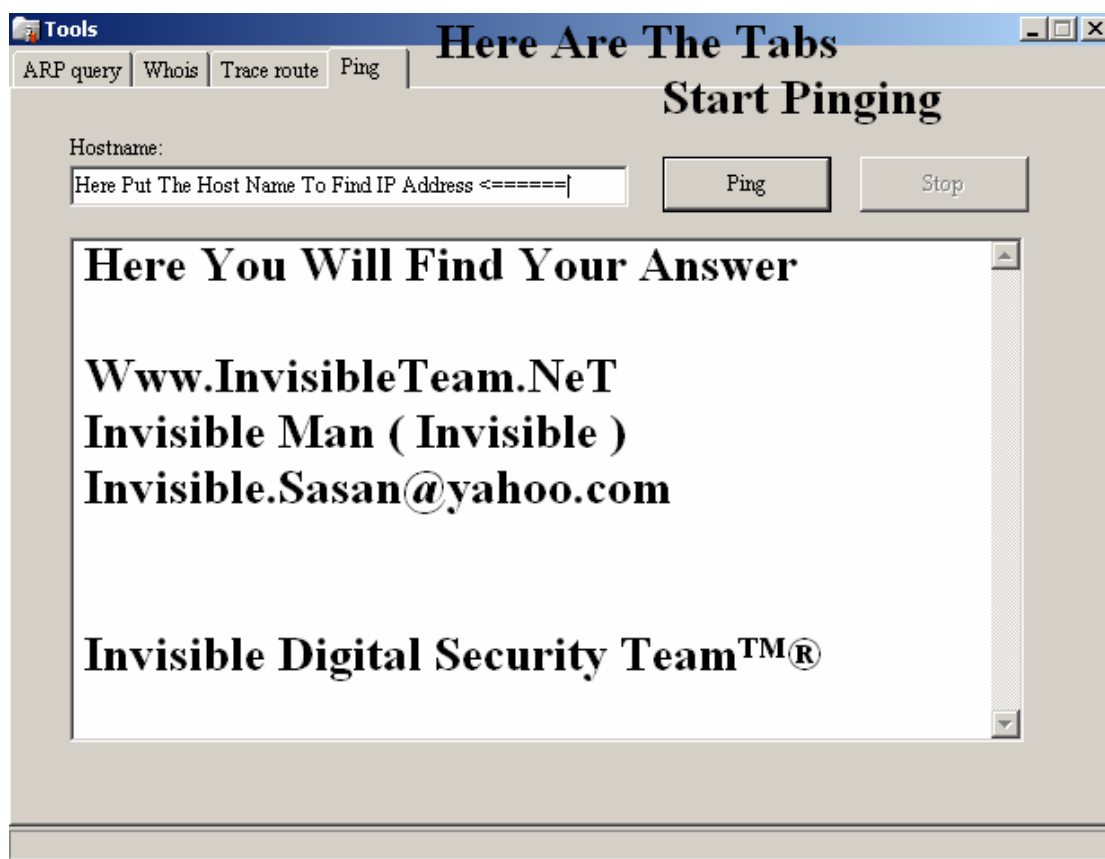 Tools
Here Are The Tabs
ARP query Whois Trace route Ping
Start Pinging
Hostname:
Here Put The Host Name To Find IP Address <======|
Ping Stop
Here You Will Find Your Answer
Www.InvisibleTeam.NeT
Invisible Man ( Invisible )
Invisible.Sasan@yahoo.com
Invisible Digital Security Team™®